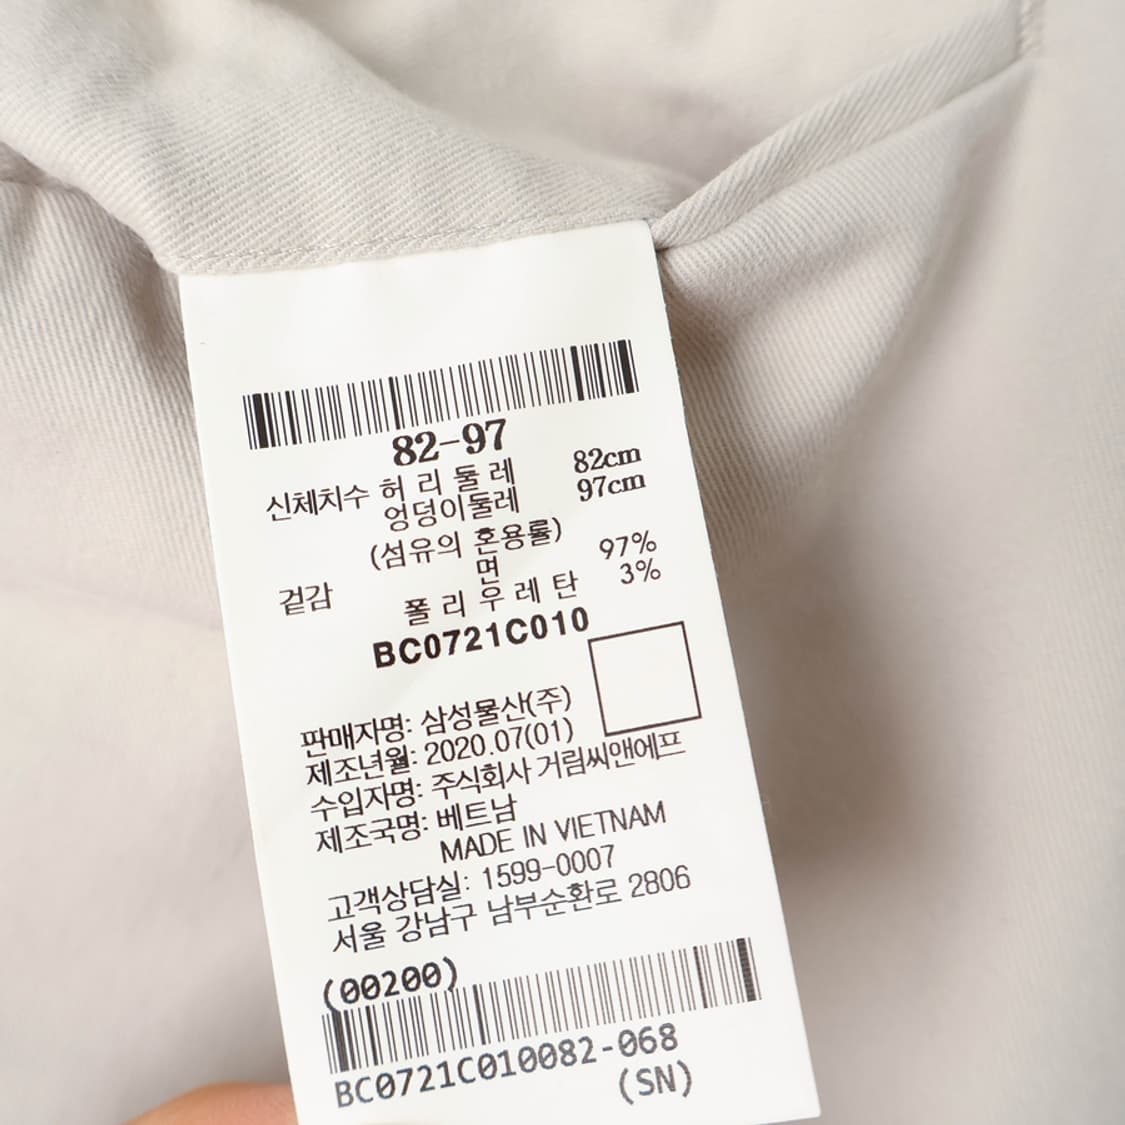 82-97
신체치수 허 리 둘 레 82cm
엉덩이둘레 97cm
(섬유의 혼용률)
겉감 면 97%
폴 리 우 레 탄 3%
BC0721C010
판매자명: 삼성물산(주)
제조년월: 2020.07(01)
수입자명: 주식회사 거림씨앤에프
제조국명: 베트남
MADE IN VIETNAM
고객상담실: 1599-0007
서울 강남구 남부순환로 2806
(00200)
BC0721C010082-068
(SN)